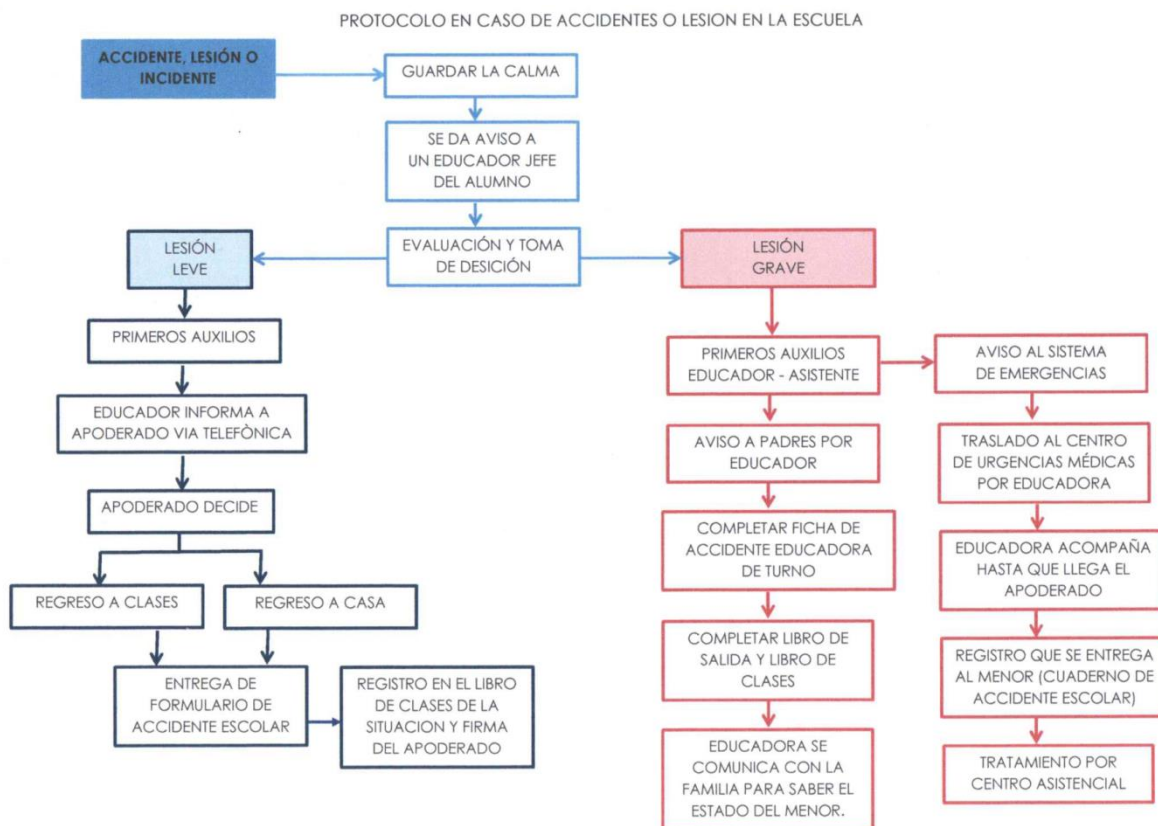 PROTOCOLO EN CASO DE ACCIDENTES O LESION EN LA ESCUELA
ACCIDENTE, LESIÓN O
INCIDENTE
GUARDAR LA CALMA
SE DA AVISO A
UN EDUCADOR JEFE
DEL ALUMNO
EVALUACIÓN Y TOMA
DE DESICIÓN
LESIÓN
LEVE
PRIMEROS AUXILIOS
EDUCADOR INFORMA A
APODERADO VIA TELEFÒNICA
APODERADO DECIDE
REGRESO A CLASES
REGRESO A CASA
ENTREGA DE
FORMULARIO DE
ACCIDENTE ESCOLAR
REGISTRO EN EL LIBRO
DE CLASES DE LA
SITUACION Y FIRMA
DEL APODERADO
LESIÓN
GRAVE
PRIMEROS AUXILIOS
EDUCADOR - ASISTENTE
AVISO A PADRES POR
EDUCADOR
COMPLETAR FICHA DE
ACCIDENTE EDUCADORA
DE TURNO
COMPLETAR LIBRO DE
SALIDA Y LIBRO DE
CLASES
EDUCADORA SE
COMUNICA CON LA
FAMILIA PARA SABER EL
ESTADO DEL MENOR.
AVISO AL SISTEMA
DE EMERGENCIAS
TRASLADO AL CENTRO
DE URGENCIAS MÉDICAS
POR EDUCADORA
EDUCADORA ACOMPAÑA
HASTA QUE LLEGA EL
APODERADO
REGISTRO QUE SE ENTREGA
AL MENOR (CUADERNO DE
ACCIDENTE ESCOLAR)
TRATAMIENTO POR
CENTRO ASISTENCIAL